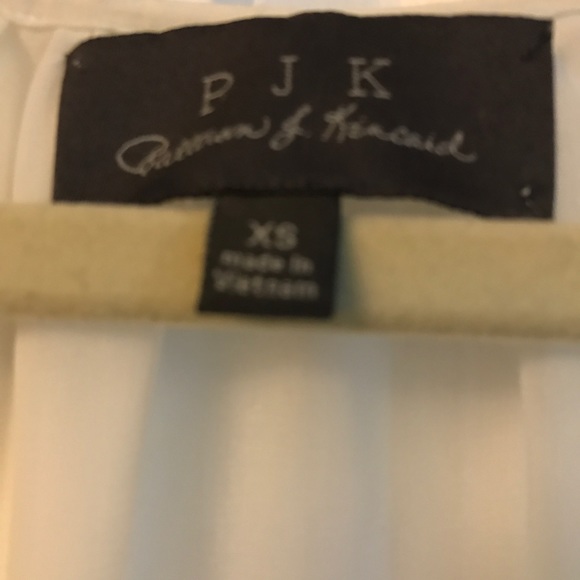 P J K
Patterson J. Kincaid
XS
made in
Vietnam